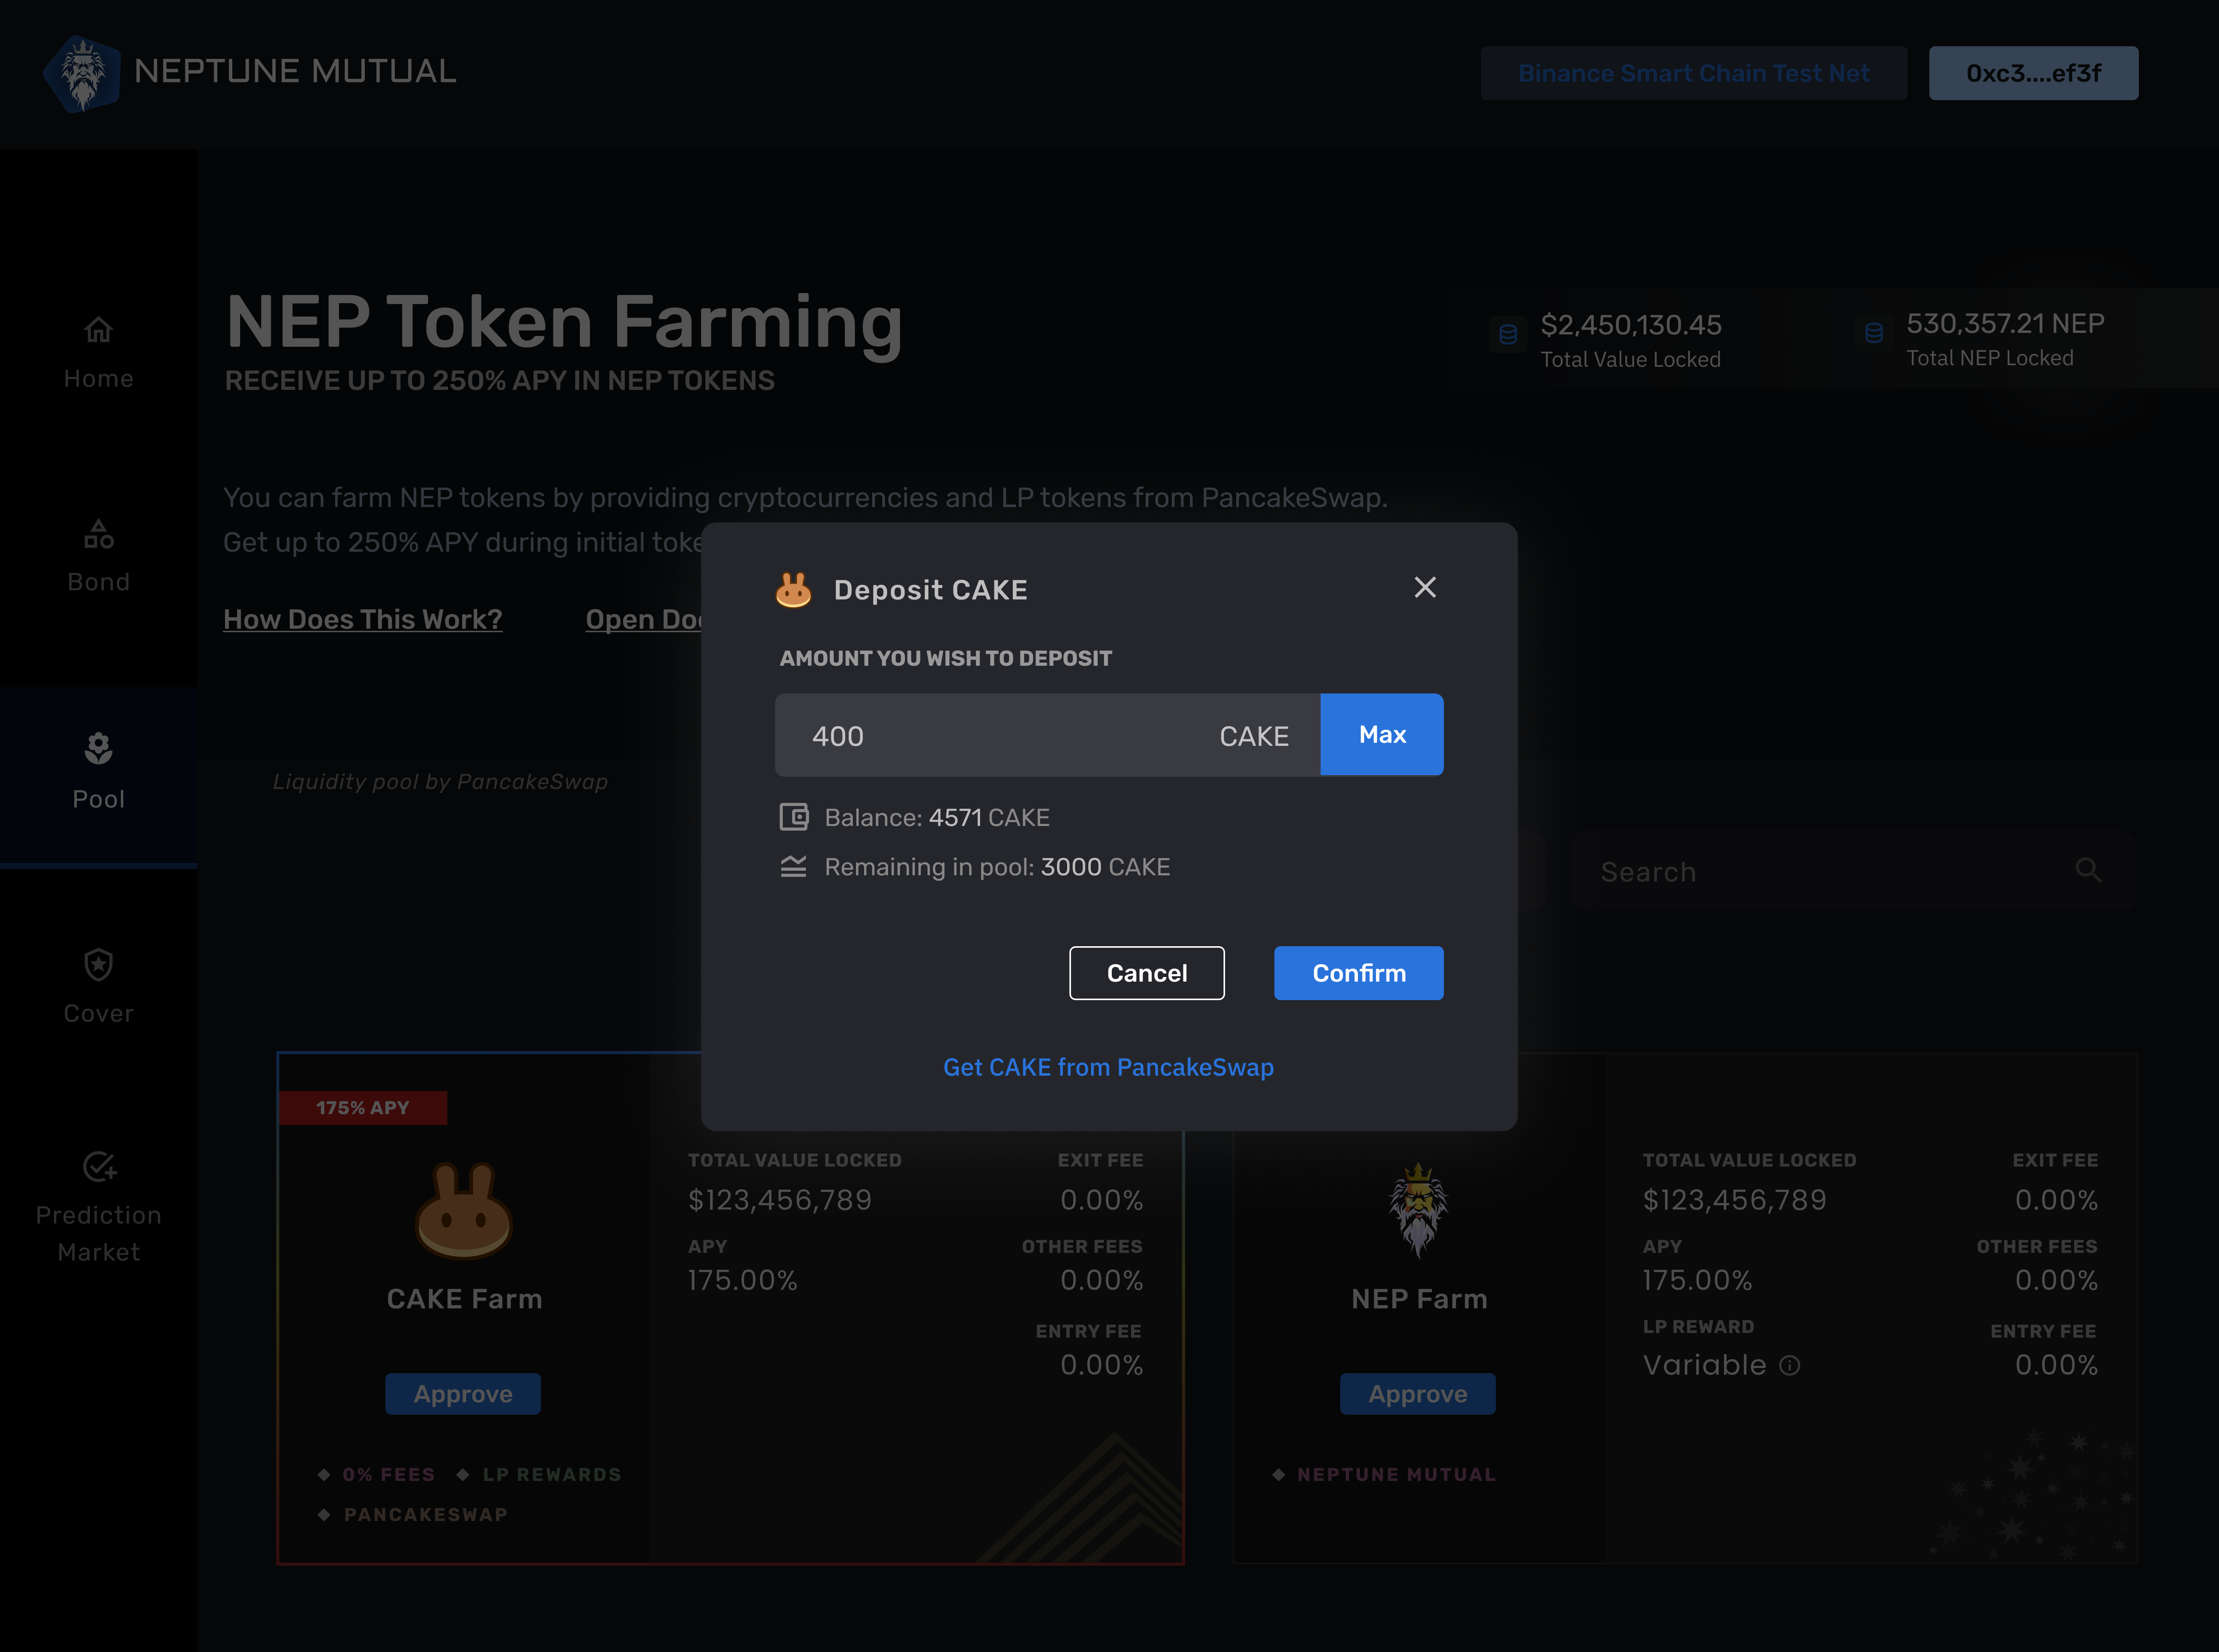 NEPTUNE MUTUAL
Binance Smart Chain Test Net
0xc3....ef3f
Home
Bond
Pool
Cover
Prediction
Market
NEP Token Farming
RECEIVE UP TO 250% APY IN NEP TOKENS
$2,450,130.45
Total Value Locked
530,357.21 NEP
Total NEP Locked
You can farm NEP tokens by providing cryptocurrencies and LP tokens from PancakeSwap.
Get up to 250% APY during initial
How Does This Work?
Open
Liquidity pool by PancakeSwap
Search
Deposit CAKE
AMOUNT YOU WISH TO DEPOSIT
400
CAKE
Max
Balance: 4571 CAKE
Remaining in pool: 3000 CAKE
Cancel
Confirm
Get CAKE from PancakeSwap
175% APY
CAKE Farm
Approve
0% FEES
LP REWARDS
PANCAKESWAP
TOTAL VALUE LOCKED
EXIT FEE
$123,456,789
0.00%
APY
OTHER FEES
175.00%
0.00%
ENTRY FEE
0.00%
NEP Farm
Approve
NEPTUNE MUTUAL
TOTAL VALUE LOCKED
EXIT FEE
$123,456,789
0.00%
APY
OTHER FEES
175.00%
0.00%
LP REWARD
ENTRY FEE
Variable
0.00%